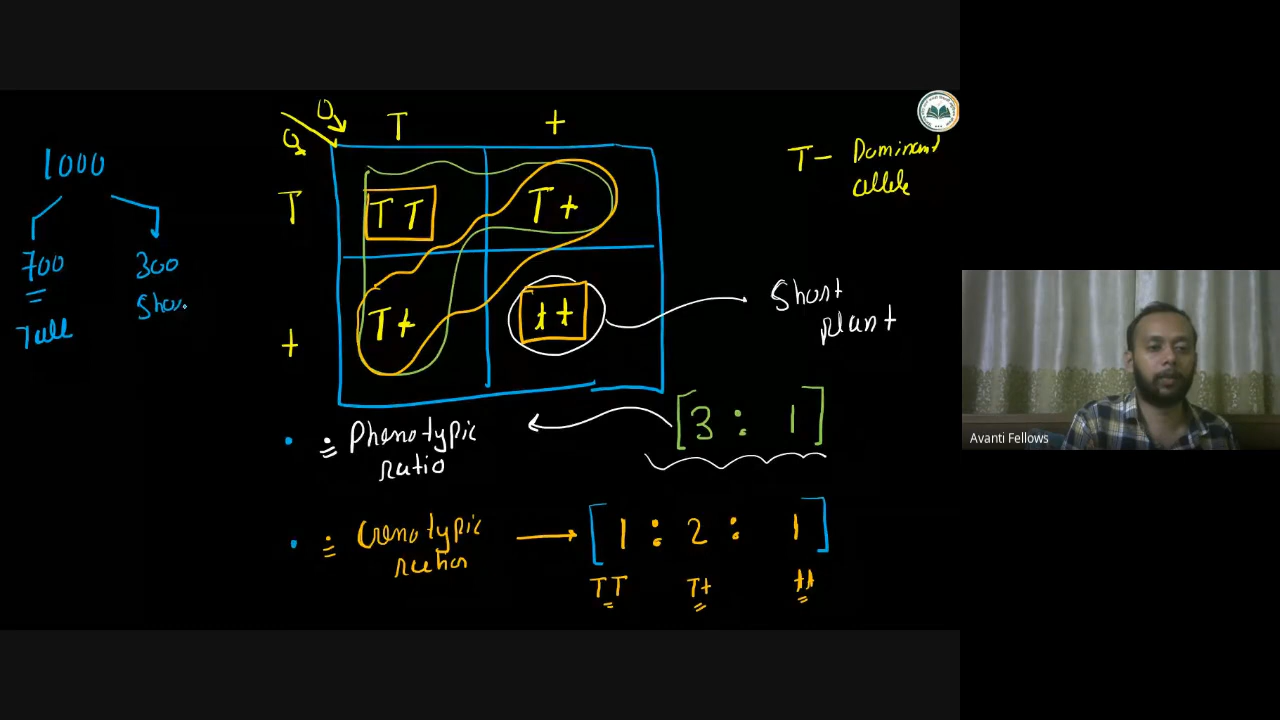 1000
700
300
Tall
Shor
♀ ♂
T t
T
t
TT Tt
Tt tt
T - Dominant
allele
Short
plant
Phenotypic
ratio
[3 : 1]
Genotypic
ration
[1 : 2 : 1]
TT Tt tt
Avanti Fellows